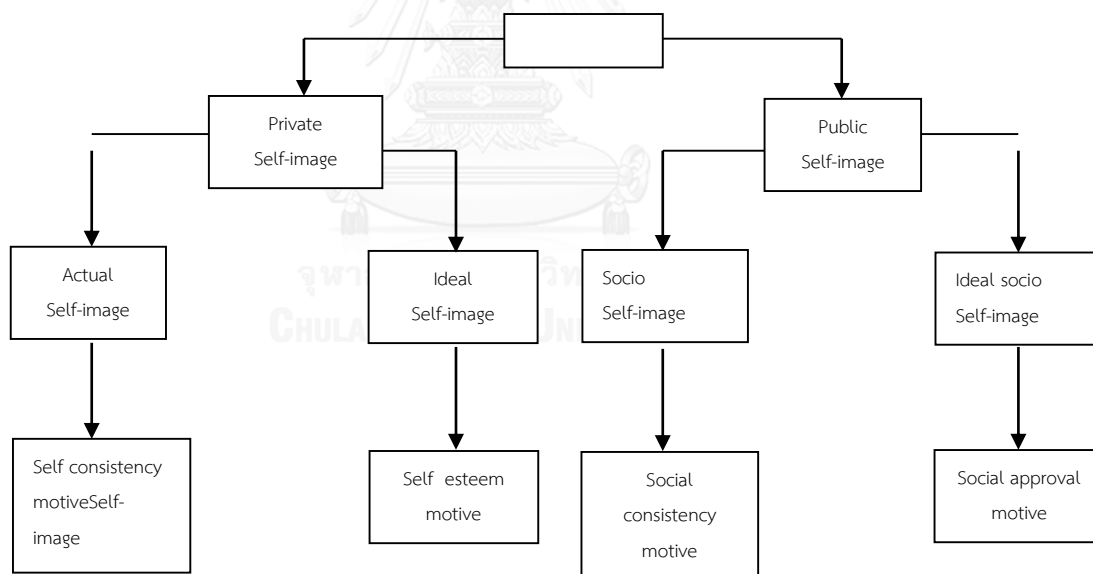 Private
Self-image
Public
Self-image
Actual
Self-image
Ideal
Self-image
Socio
Self-image
Ideal socio
Self-image
Self consistency
motiveSelf-
image
Self esteem
motive
Social
consistency
motive
Social approval
motive